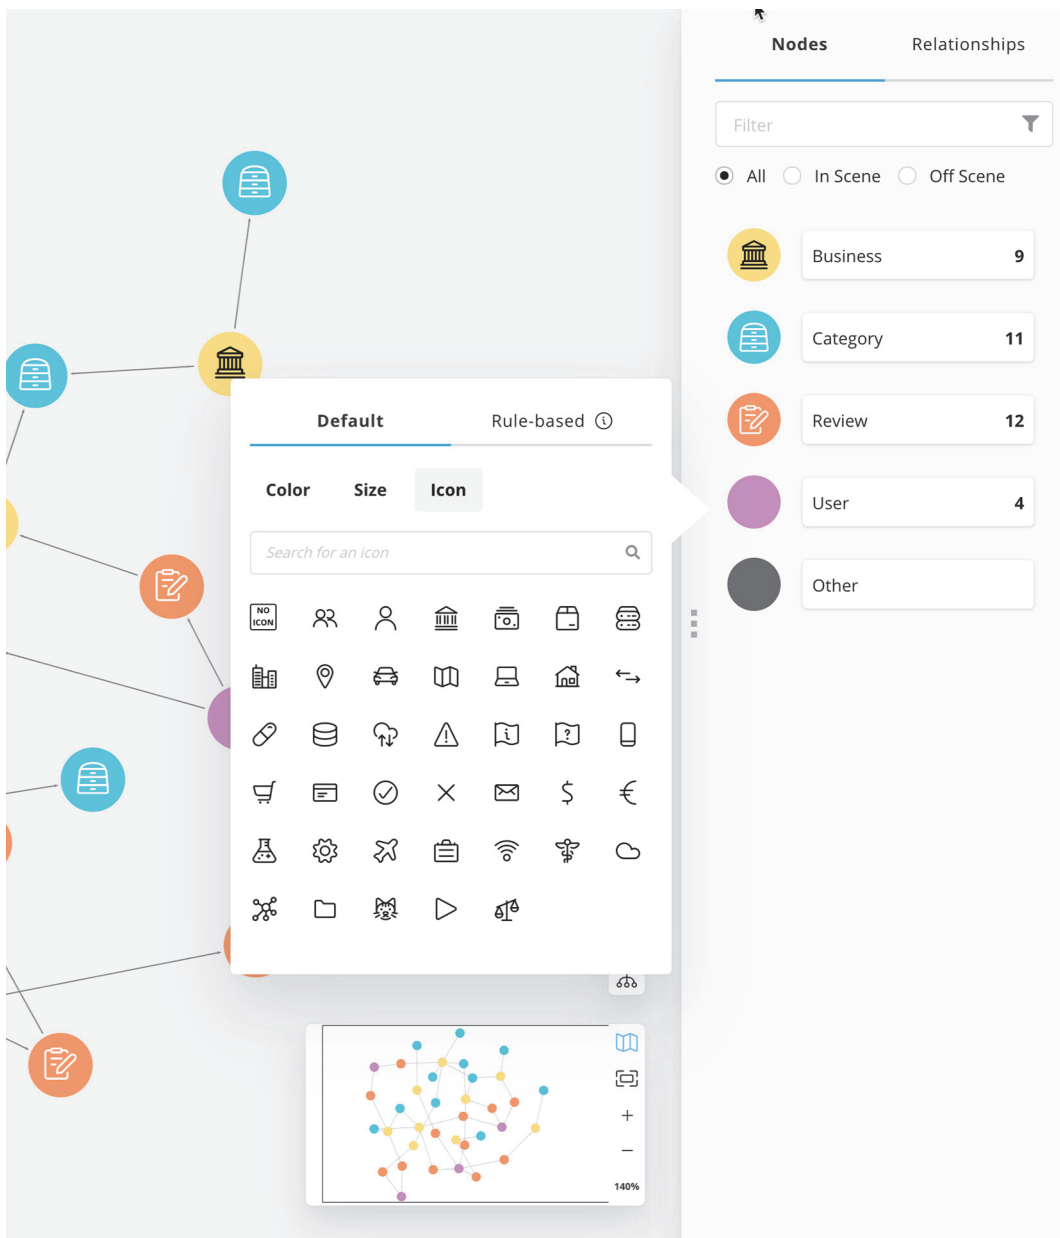 Nodes Relationships
Filter
All In Scene Off Scene
Business 9
Category 11
Review 12
User 4
Other
Default Rule-based
Color Size Icon
Search for an icon
NO
ICON
140%